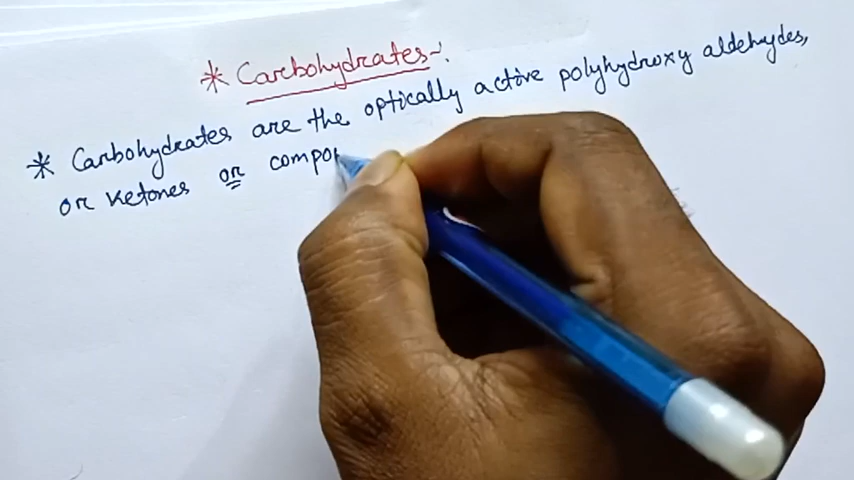 * Carbohydrates ~:
* Carbohydrates are the optically active polyhydroxy aldehydes,
or ketones or compo